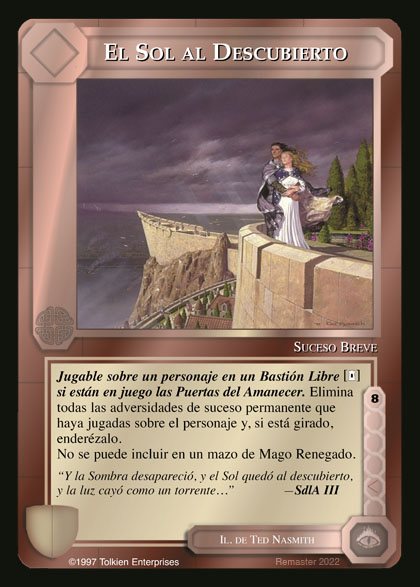 El Sol al Descubierto
Suceso Breve
Jugable sobre un personaje en un Bastión Libre
si están en juego las Puertas del Amanecer. Elimina
todas las adversidades de suceso permanente que
haya jugadas sobre el personaje y, si está girado,
enderézalo.
No se puede incluir en un mazo de Mago Renegado.
“Y la Sombra desapareció, y el Sol quedó al descubierto,
y la luz cayó como un torrente…” –SdlA III
8
Il. de Ted Nasmith
©1997 Tolkien Enterprises
Remaster 2022